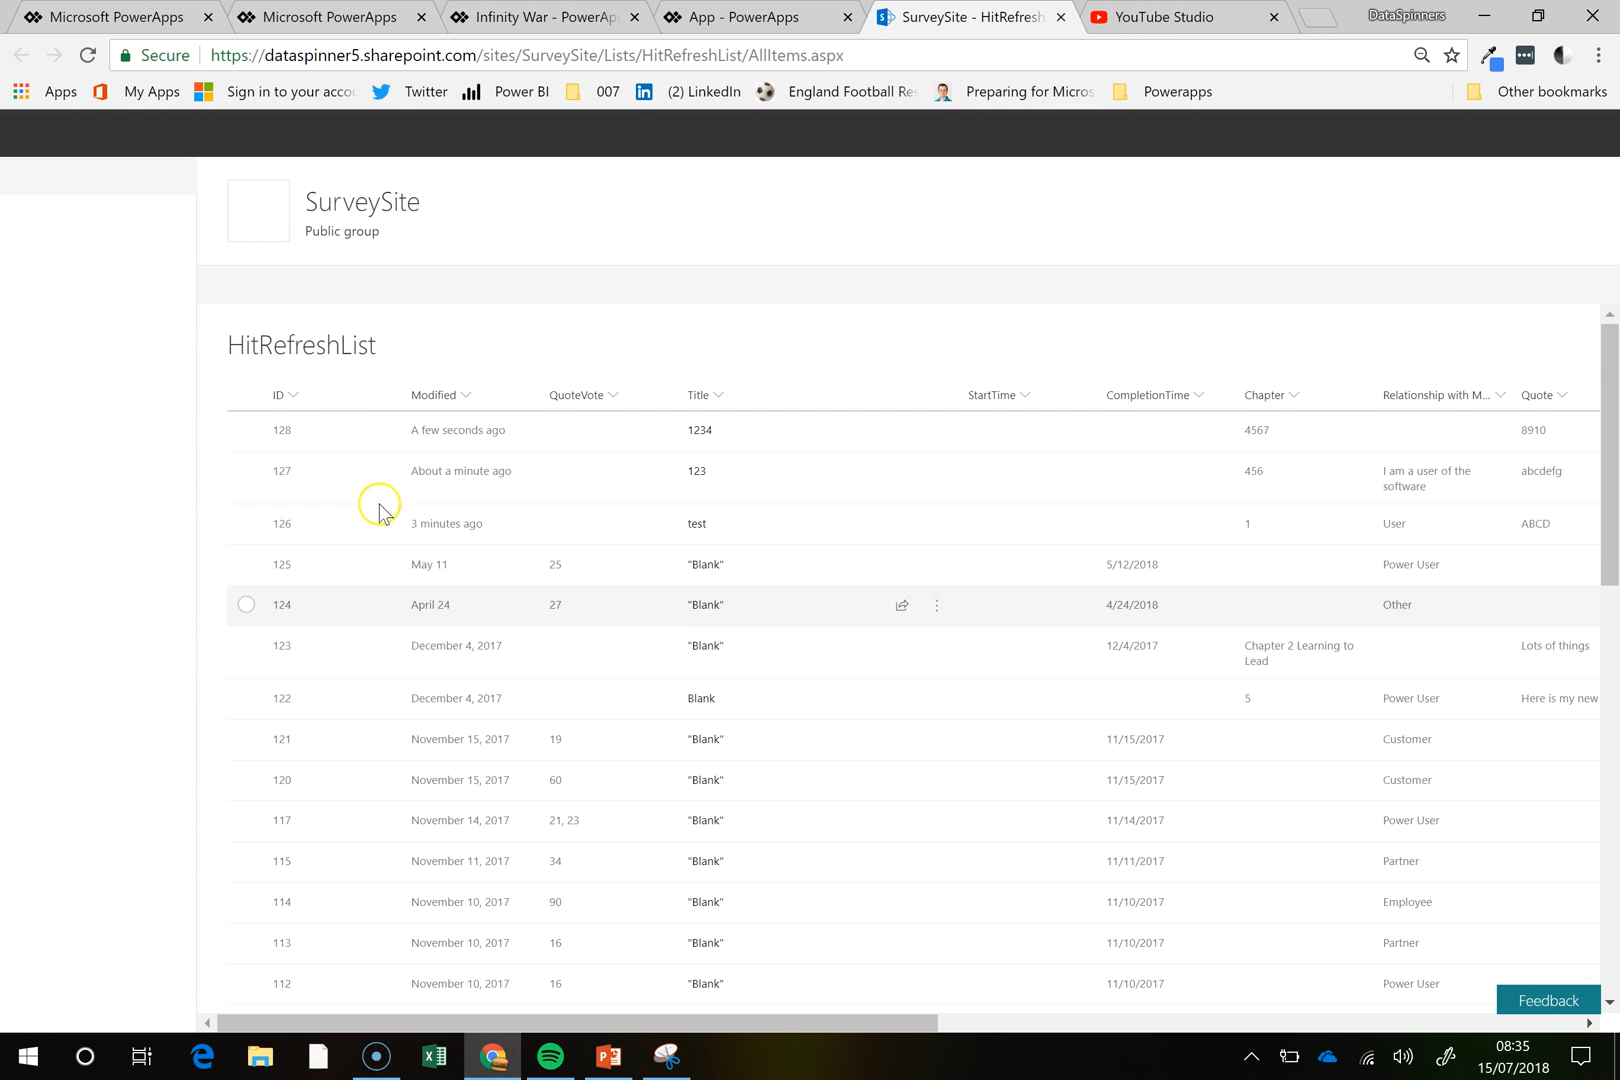 Microsoft PowerApps
Microsoft PowerApps
Infinity War - PowerAp
App - PowerApps
SurveySite - HitRefresh
YouTube Studio
DataSpinners
Secure
https://dataspinner5.sharepoint.com/sites/SurveySite/Lists/HitRefreshList/AllItems.aspx
Apps
My Apps
Sign in to your accou
Twitter
Power BI
007
(2) LinkedIn
England Football Res
Preparing for Micros
Powerapps
Other bookmarks
SurveySite
Public group
HitRefreshList
ID Modified QuoteVote Title StartTime CompletionTime Chapter Relationship with M... Quote
128 A few seconds ago 1234 4567 8910
127 About a minute ago 123 456 I am a user of the abcdefg
software
126 3 minutes ago test 1 User ABCD
125 May 11 25 "Blank" 5/12/2018 Power User
124 April 24 27 "Blank" 4/24/2018 Other
123 December 4, 2017 "Blank" 12/4/2017 Chapter 2 Learning to Lots of things
Lead
122 December 4, 2017 Blank 5 Power User Here is my new
121 November 15, 2017 19 "Blank" 11/15/2017 Customer
120 November 15, 2017 60 "Blank" 11/15/2017 Customer
117 November 14, 2017 21, 23 "Blank" 11/14/2017 Power User
115 November 11, 2017 34 "Blank" 11/11/2017 Partner
114 November 10, 2017 90 "Blank" 11/10/2017 Employee
113 November 10, 2017 16 "Blank" 11/10/2017 Partner
112 November 10, 2017 16 "Blank" 11/10/2017 Power User
Feedback
08:35
15/07/2018